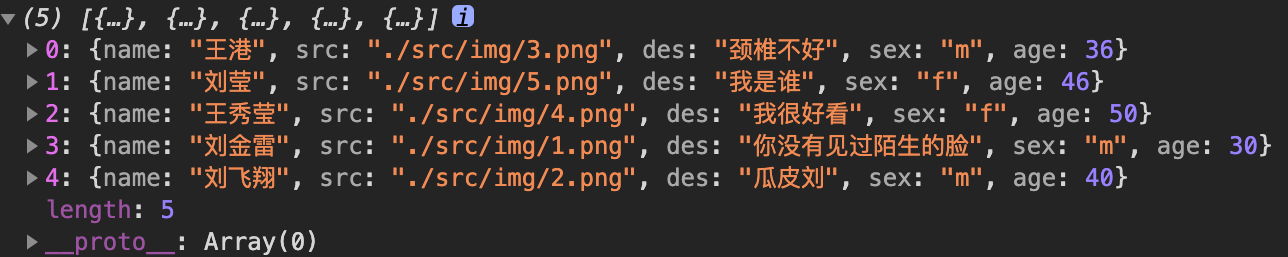 (5) [{…}, {…}, {…}, {…}, {…}] i
0: {name: "王港", src: "./src/img/3.png", des: "颈椎不好", sex: "m", age: 36}
1: {name: "刘莹", src: "./src/img/5.png", des: "我是谁", sex: "f", age: 46}
2: {name: "王秀莹", src: "./src/img/4.png", des: "我很好看", sex: "f", age: 50}
3: {name: "刘金雷", src: "./src/img/1.png", des: "你没有见过陌生的脸", sex: "m", age: 30}
4: {name: "刘飞翔", src: "./src/img/2.png", des: "瓜皮刘", sex: "m", age: 40}
length: 5
__proto__: Array(0)